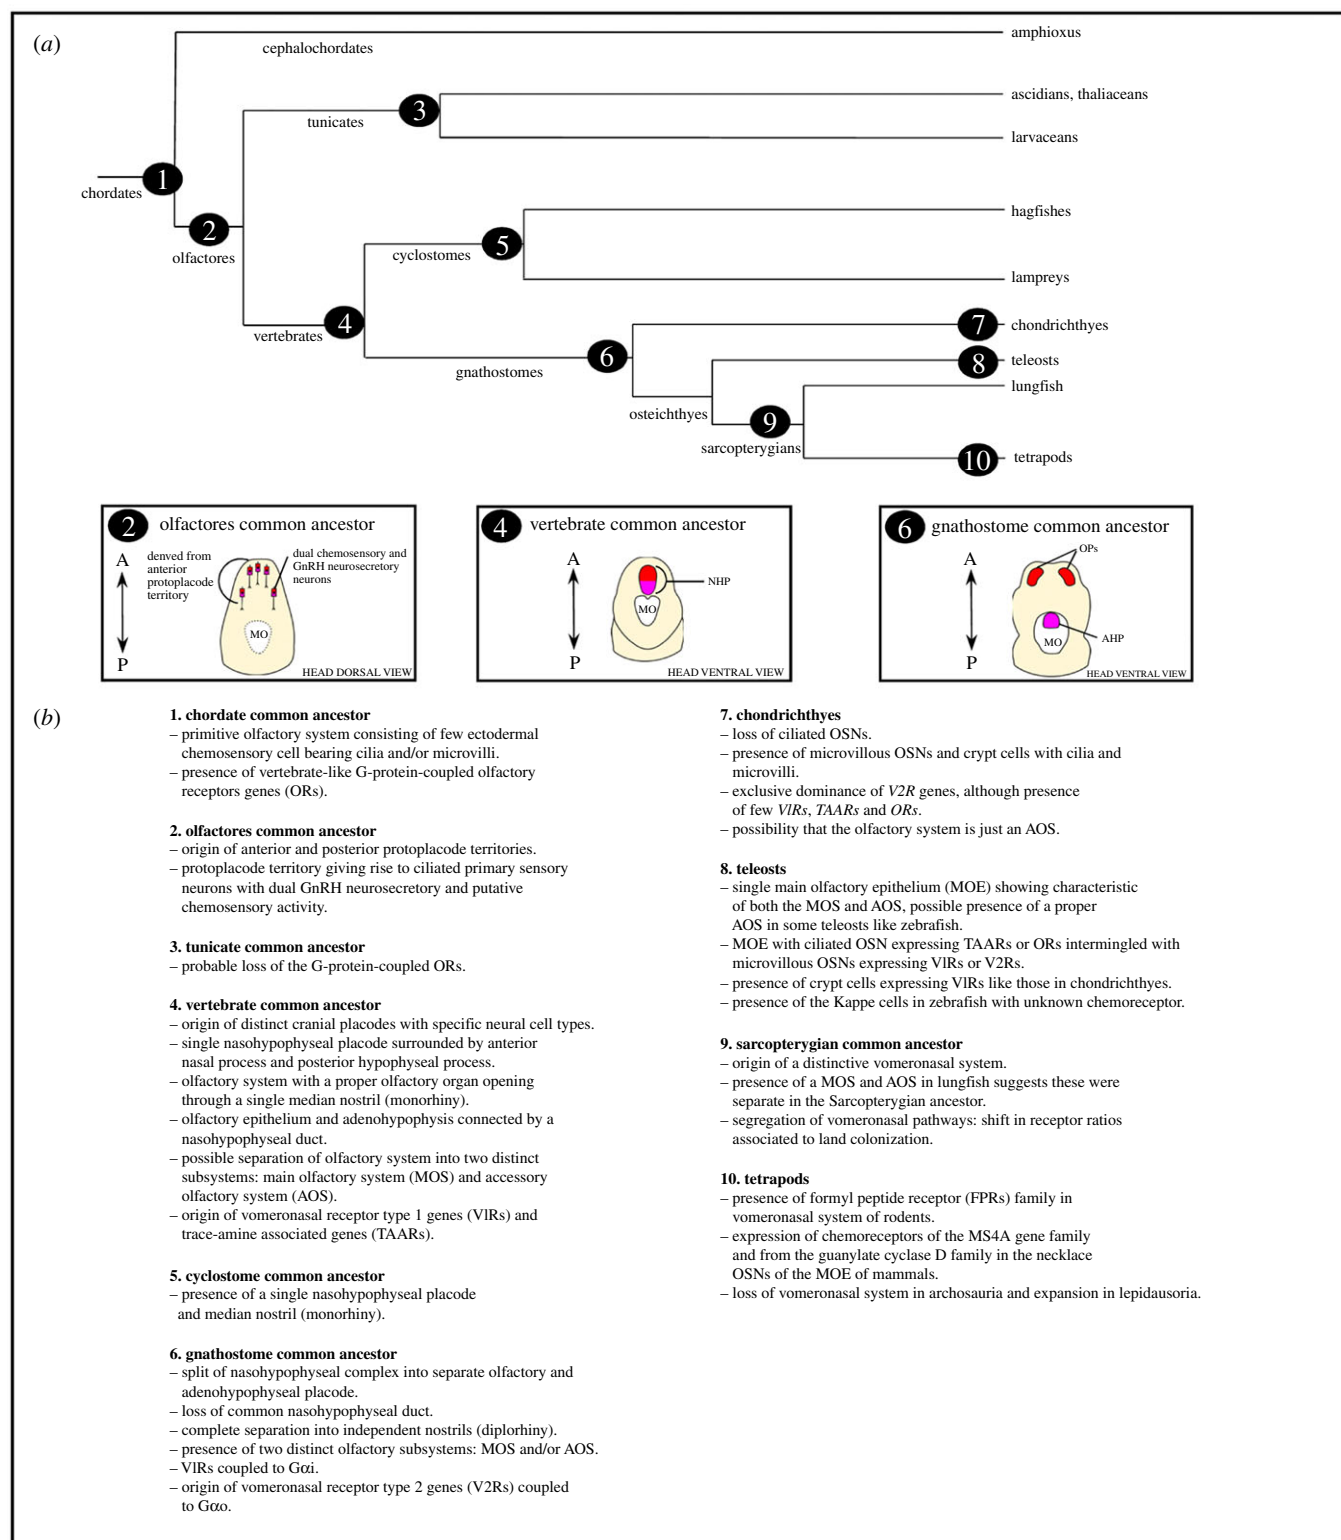 (a)
amphioxus
cephalochordates
ascidians, thaliaceans
3
tunicates
larvaceans
1
chordates
hagfishes
2
olfactores
5
cyclostomes
lampreys
4
vertebrates
7
chondrichthyes
6
gnathostomes
8
teleosts
lungfish
osteichthyes
9
sarcopterygians
10
tetrapods
2 olfactores common ancestor
A
P
derived from
anterior
protoplacode
territory
dual chemosensory and
GnRH neurosecretory
neurons
MO
HEAD DORSAL VIEW
4 vertebrate common ancestor
A
P
NHP
MO
HEAD VENTRAL VIEW
6 gnathostome common ancestor
A
P
OPs
MO
AHP
HEAD VENTRAL VIEW
(b)
1. chordate common ancestor
– primitive olfactory system consisting of few ectodermal
chemosensory cell bearing cilia and/or microvilli.
– presence of vertebrate-like G-protein-coupled olfactory
receptors genes (ORs).
2. olfactores common ancestor
– origin of anterior and posterior protoplacode territories.
– protoplacode territory giving rise to ciliated primary sensory
neurons with dual GnRH neurosecretory and putative
chemosensory activity.
3. tunicate common ancestor
– probable loss of the G-protein-coupled ORs.
4. vertebrate common ancestor
– origin of distinct cranial placodes with specific neural cell types.
– single nasohypophyseal placode surrounded by anterior
nasal process and posterior hypophyseal process.
– olfactory system with a proper olfactory organ opening
through a single median nostril (monorhiny).
– olfactory epithelium and adenohypophysis connected by a
nasohypophyseal duct.
– possible separation of olfactory system into two distinct
subsystems: main olfactory system (MOS) and accessory
olfactory system (AOS).
– origin of vomeronasal receptor type 1 genes (VlRs) and
trace-amine associated genes (TAARs).
5. cyclostome common ancestor
– presence of a single nasohypophyseal placode
and median nostril (monorhiny).
6. gnathostome common ancestor
– split of nasohypophyseal complex into separate olfactory and
adenohypophyseal placode.
– loss of common nasohypophyseal duct.
– complete separation into independent nostrils (diplorhiny).
– presence of two distinct olfactory subsystems: MOS and/or AOS.
– VlRs coupled to Gαi.
– origin of vomeronasal receptor type 2 genes (V2Rs) coupled
to Gαo.
7. chondrichthyes
– loss of ciliated OSNs.
– presence of microvillous OSNs and crypt cells with cilia and
microvilli.
– exclusive dominance of V2R genes, although presence
of few VlRs, TAARs and ORs.
– possibility that the olfactory system is just an AOS.
8. teleosts
– single main olfactory epithelium (MOE) showing characteristic
of both the MOS and AOS, possible presence of a proper
AOS in some teleosts like zebrafish.
– MOE with ciliated OSN expressing TAARs or ORs intermingled with
microvillous OSNs expressing VlRs or V2Rs.
– presence of crypt cells expressing VlRs like those in chondrichthyes.
– presence of the Kappe cells in zebrafish with unknown chemoreceptor.
9. sarcopterygian common ancestor
– origin of a distinctive vomeronasal system.
– presence of a MOS and AOS in lungfish suggests these were
separate in the Sarcopterygian ancestor.
– segregation of vomeronasal pathways: shift in receptor ratios
associated to land colonization.
10. tetrapods
– presence of formyl peptide receptor (FPRs) family in
vomeronasal system of rodents.
– expression of chemoreceptors of the MS4A gene family
and from the guanylate cyclase D family in the necklace
OSNs of the MOE of mammals.
– loss of vomeronasal system in archosauria and expansion in lepidausoria.